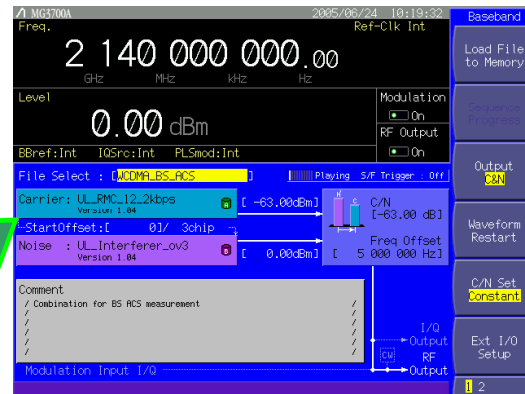 MG3700A 2005/06/24 10:19:32
Freq. Ref-Clk Int
2 140 000 000.00
GHz MHz kHz Hz
Level
0.00 dBm
Modulation
On
RF Output
On
BBref:Int IQSrc:Int PLSmod:Int
File Select : [WCDMA_BS_ACS ] Playing S/F Trigger : Off
Carrier: UL_RMC_12_2kbps A [ -63.00dBm]
Version 1.04
StartOffset:[ 0]/ 3chip
Noise : UL_Interferer_ov3 B [ 0.00dBm]
Version 1.04
N C
C/N
[-63.00 dB]
Freq Offset
[ 5 000 000 Hz]
Comment
/ Combination for BS ACS measurement /
/ /
/ /
/ /
/ /
I/Q
Output
CW RF
Output
Modulation Input I/Q
Baseband
Load File
to Memory
Sequence
Progress
Output
C&N
Waveform
Restart
C/N Set
Constant
Ext I/O
Setup
1 2